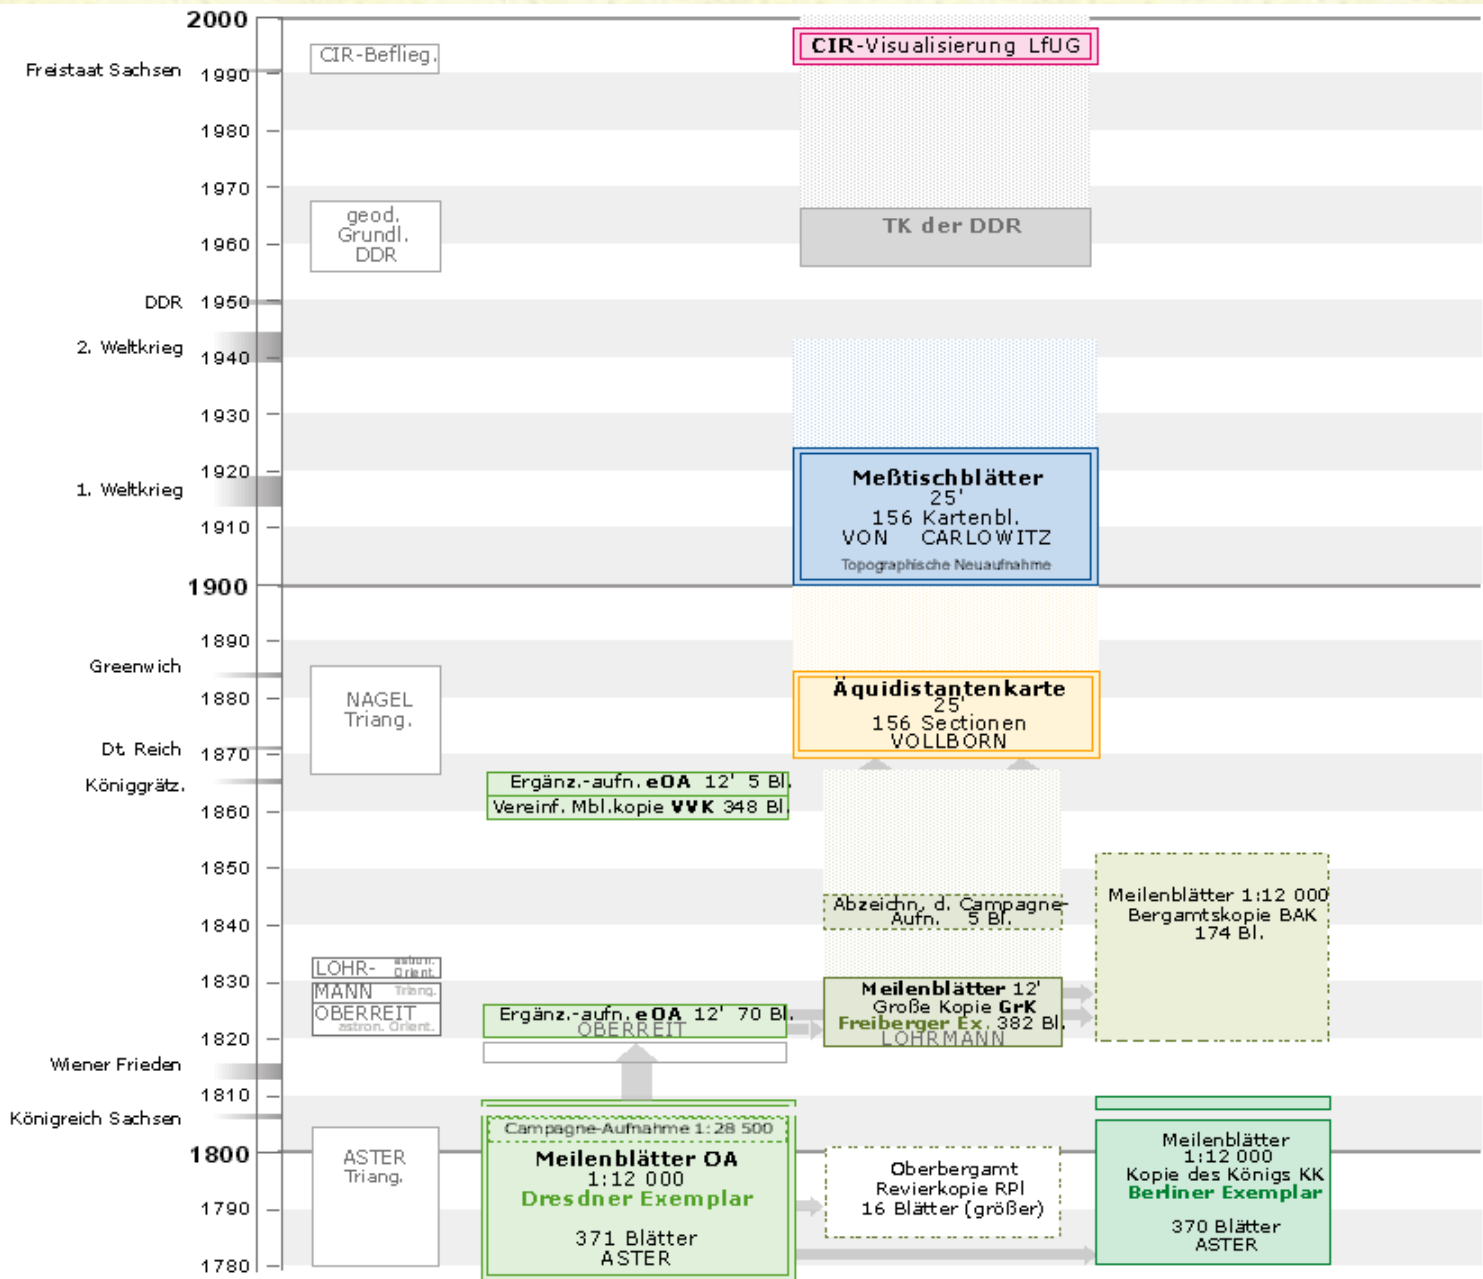 2000
CIR-Beflieg.
CIR-Visualisierung LfUG
Freistaat Sachsen
1990
1980
1970
geod.
Grundl.
DDR
TK der DDR
1960
DDR
1950
2. Weltkrieg
1940
1930
1920
1. Weltkrieg
Meßtischblätter
25'
156 Kartenbl.
VON CARLOWITZ
Topographische Neuaufnahme
1910
1900
1890
Greenwich
1880
NAGEL
Triang.
Äquidistantenkarte
25'
156 Sectionen
VOLLBORN
Dt. Reich
1870
Königgrätz.
Ergänz.-aufn. eOA 12' 5 Bl.
Vereinf. Mbl.kopie VVK 348 Bl.
1860
1850
Abzeichn. d. Campagne-
Aufn. 5 Bl.
Meilenblätter 1:12 000
Bergamtskopie BAK
174 Bl.
1840
1830
LOHR-
astron.
Orient.
MANN Triang.
OBERREIT
astron. Orient.
Ergänz.-aufn. eOA 12' 70 Bl.
OBERREIT
Meilenblätter 12'
Große Kopie GrK
Freiberger Ex. 382 Bl.
LOHRMANN
1820
Wiener Frieden
1810
Königreich Sachsen
1800
ASTER
Triang.
Campagne-Aufnahme 1:28 500
Meilenblätter OA
1:12 000
Dresdner Exemplar
371 Blätter
ASTER
Oberbergamt
Revierkopie RPl
16 Blätter (größer)
Meilenblätter
1:12 000
Kopie des Königs KK
Berliner Exemplar
370 Blätter
ASTER
1790
1780